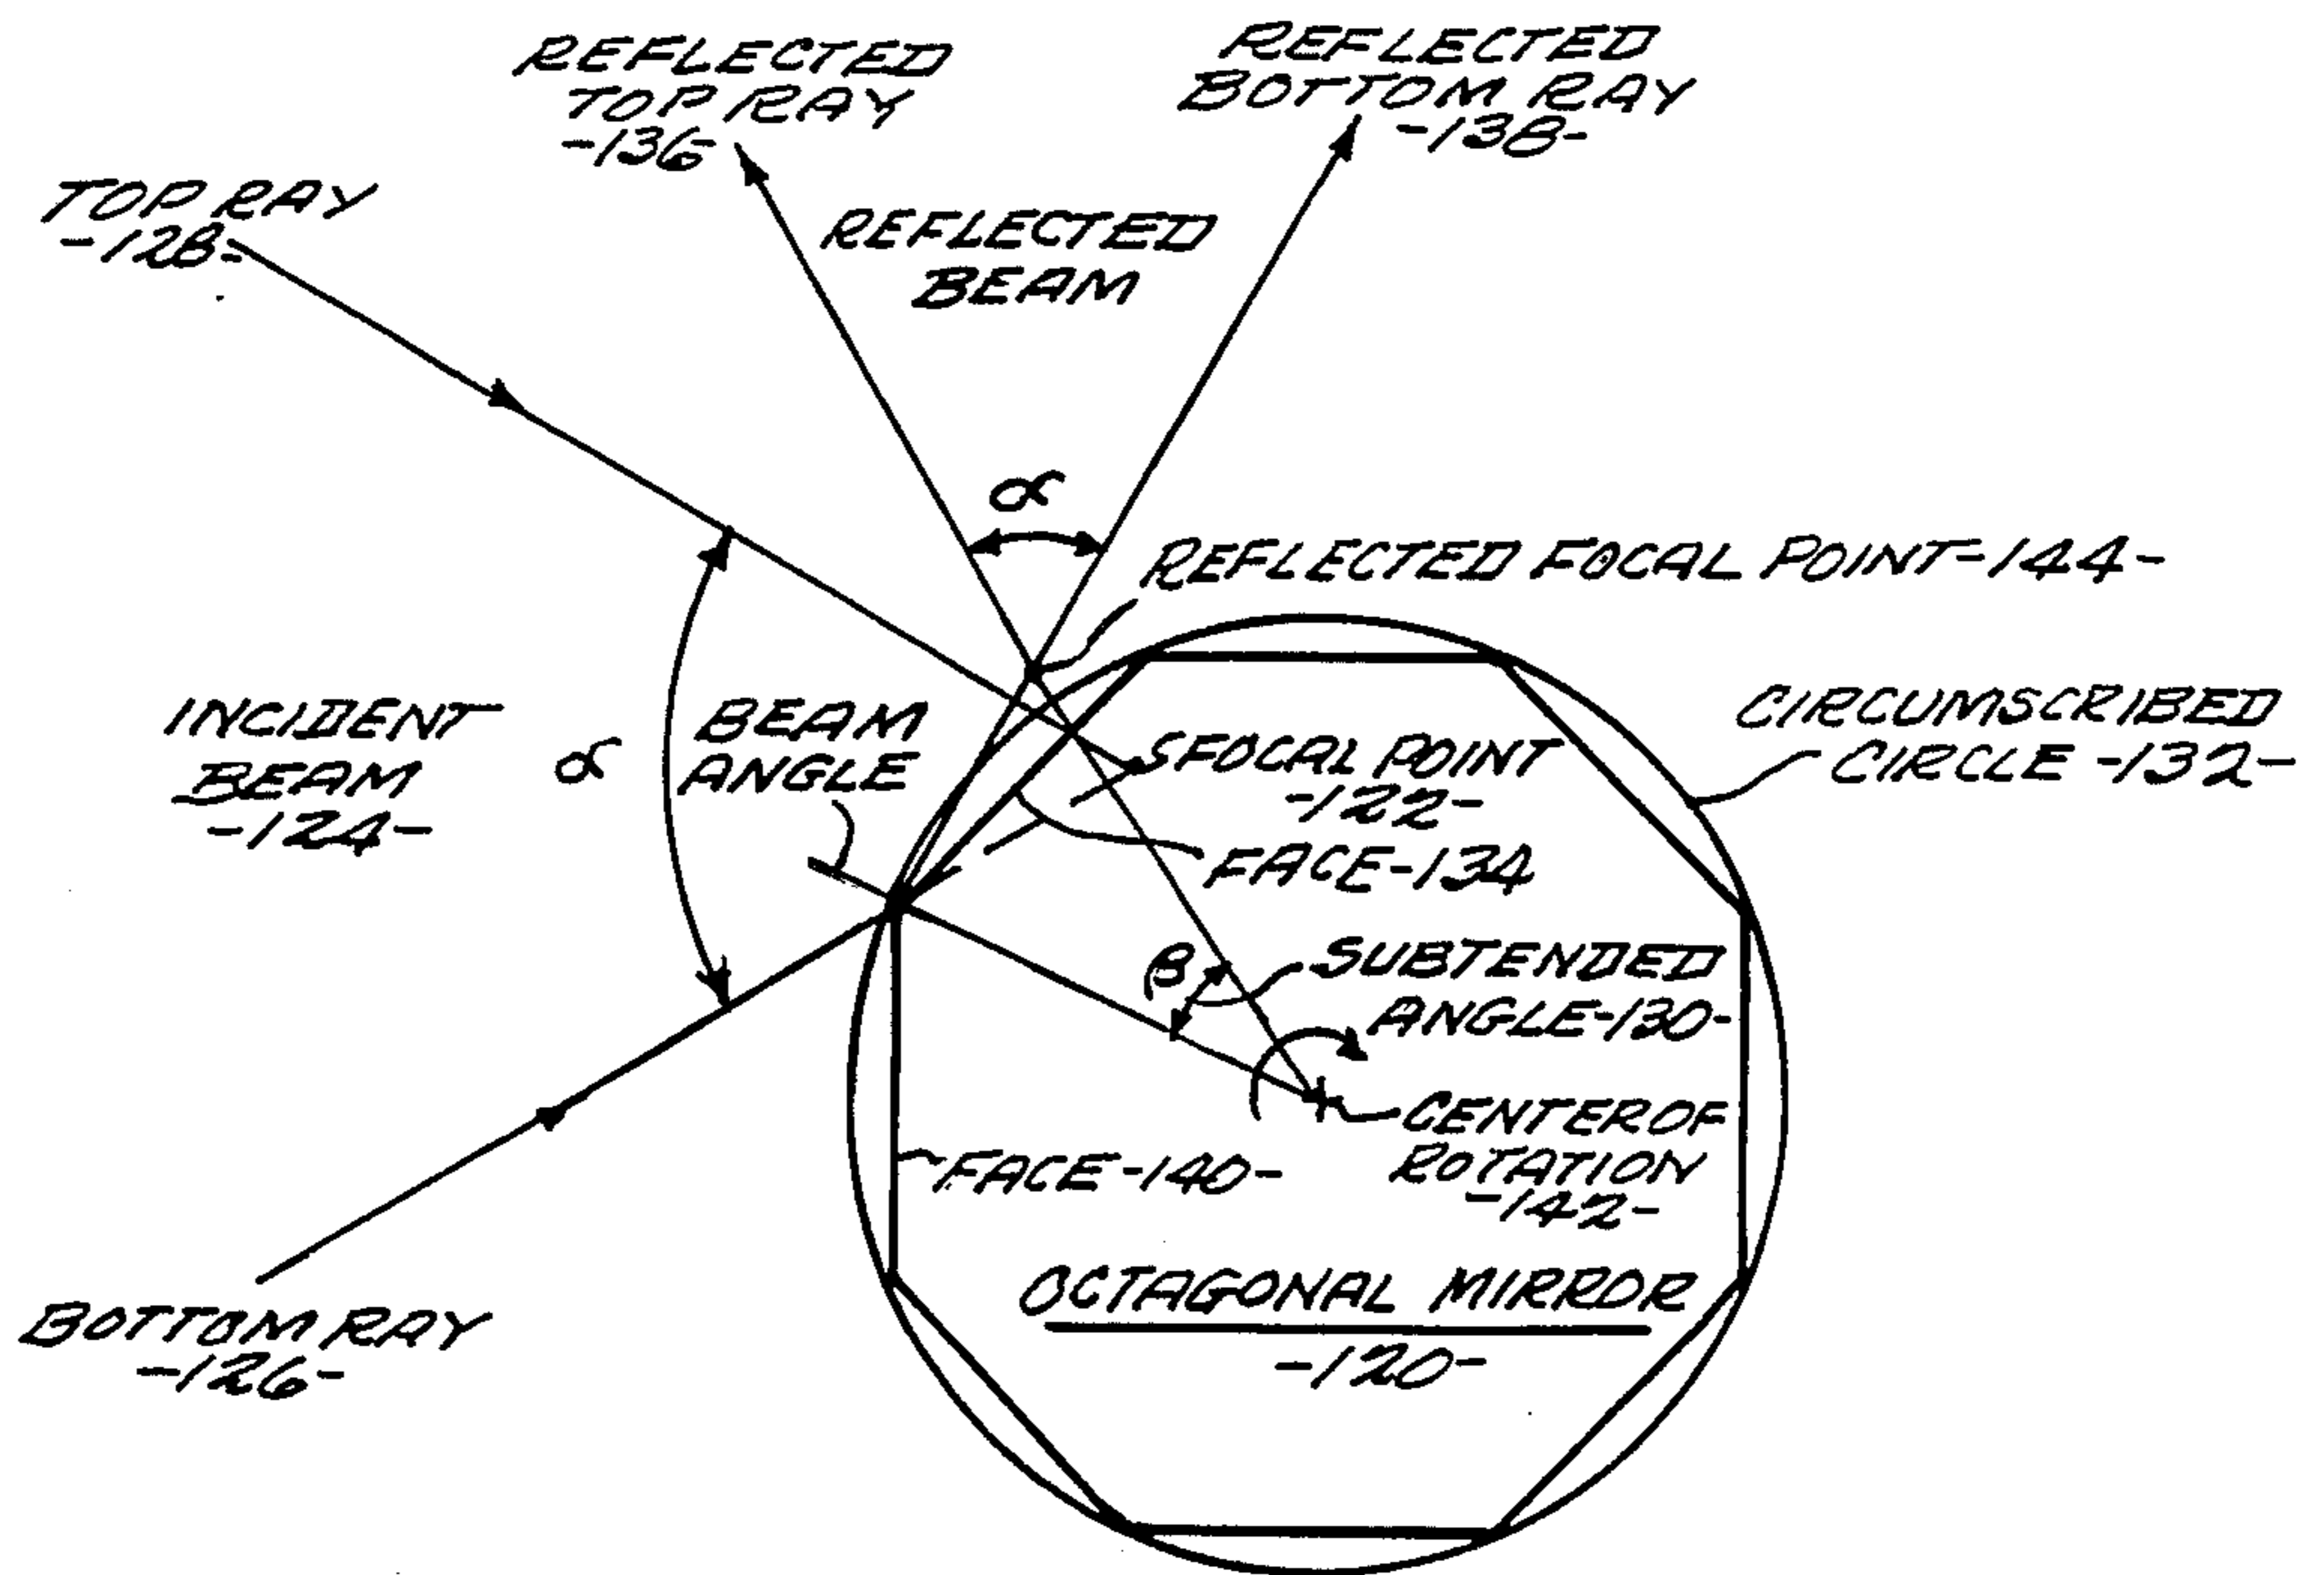 REFLECTED
TOP RAY
-136
REFLECTED
BOTTOM RAY
-138-
TOP RAY
-128-
REFLECTED
BEAM
α
REFLECTED FOCAL POINT-144-
INCIDENT
BEAM
-124-
α
BEAM
ANGLE
CIRCUMSCRIBED
CIRCLE -132-
FOCAL POINT
-122-
FACE-134
β
SUBTENDED
ANGLE-130-
CENTER OF
ROTATION
-142-
FACE-140-
OCTAGONAL MIRROR
-120-
BOTTOM RAY
-126-